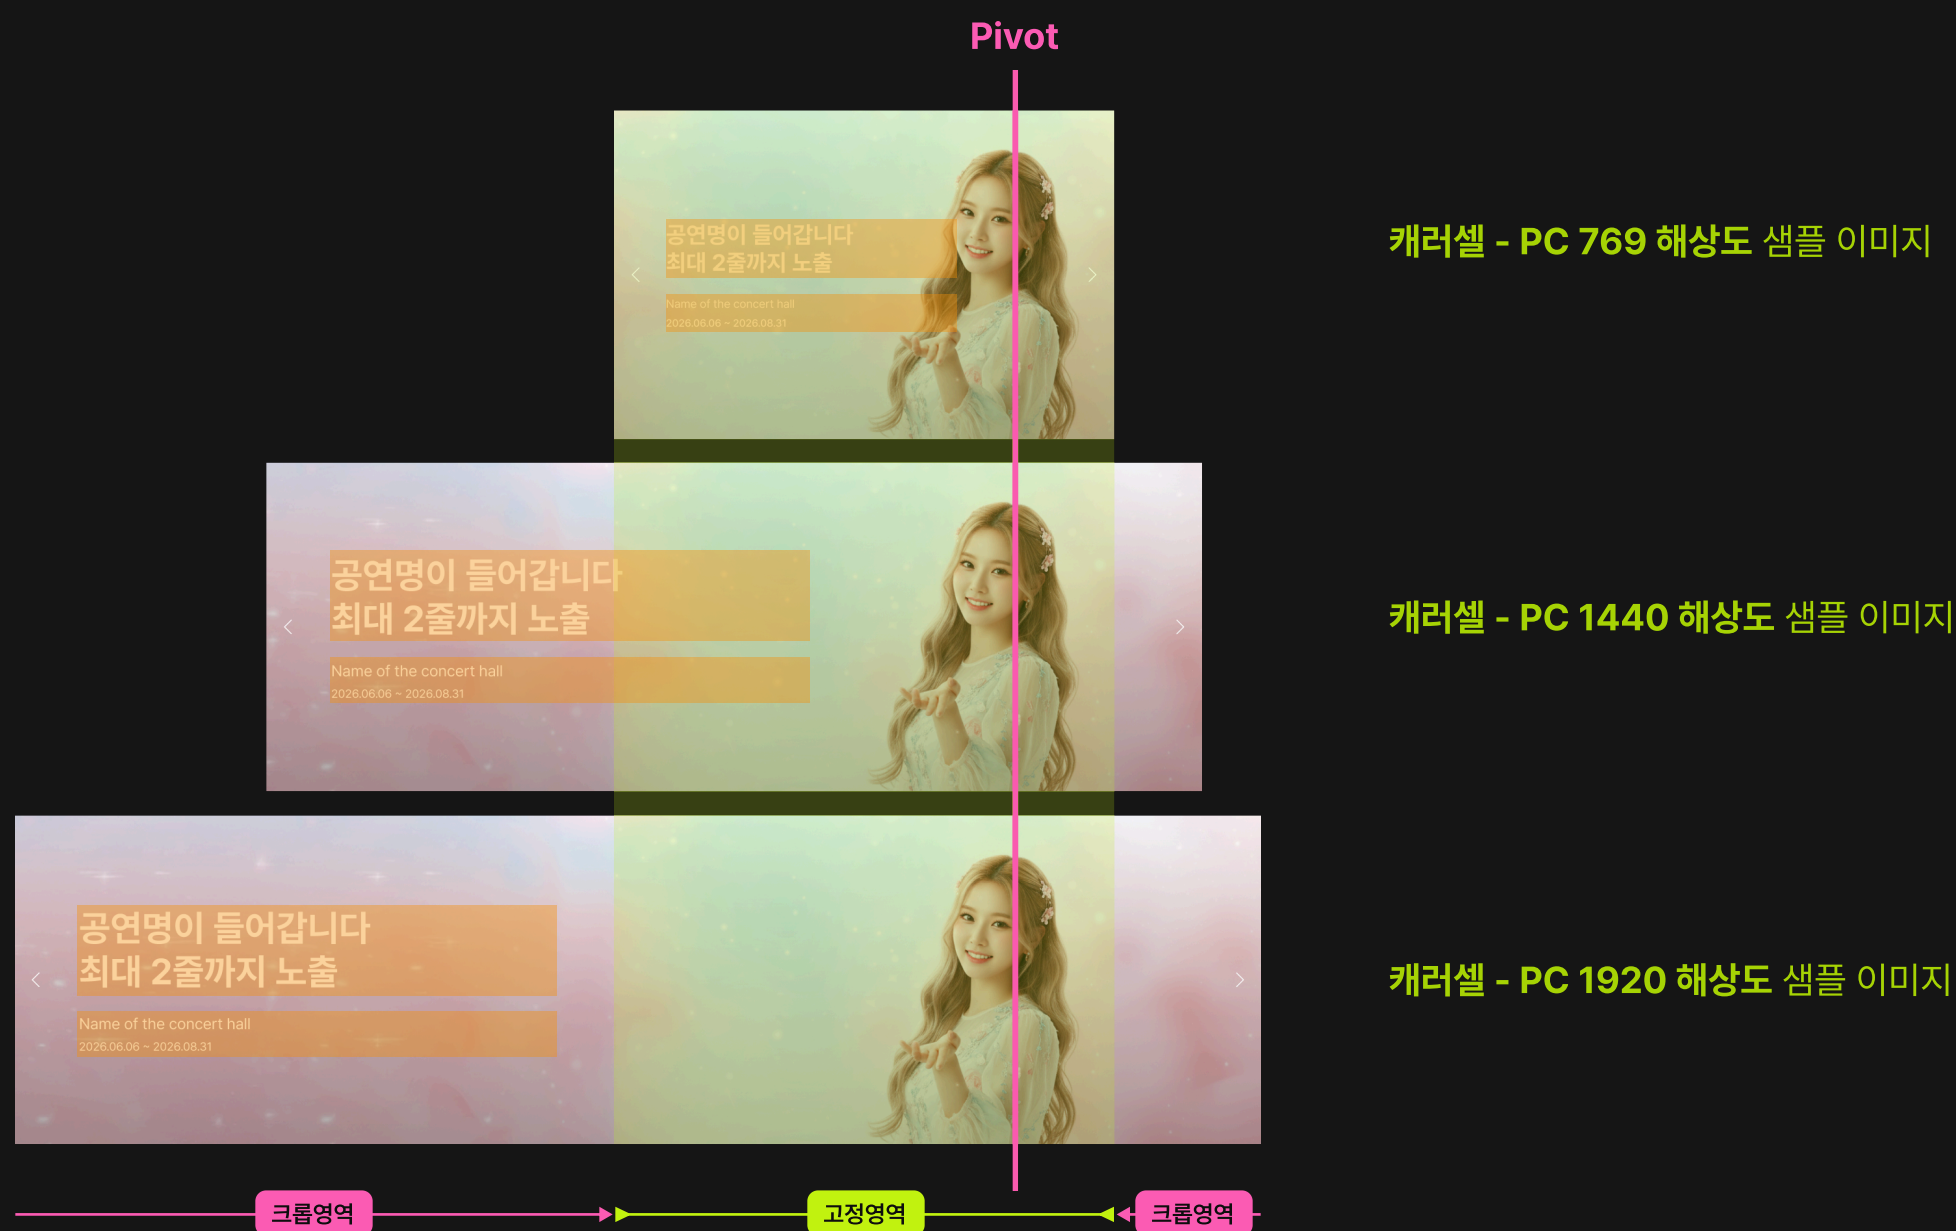 Pivot
공연명이 들어갑니다
최대 2줄까지 노출
Name of the concert hall
2026.06.06 ~ 2026.08.31
캐러셀 - PC 769 해상도 샘플 이미지
공연명이 들어갑니다
최대 2줄까지 노출
Name of the concert hall
2026.06.06 ~ 2026.08.31
캐러셀 - PC 1440 해상도 샘플 이미지
공연명이 들어갑니다
최대 2줄까지 노출
Name of the concert hall
2026.06.06 ~ 2026.08.31
캐러셀 - PC 1920 해상도 샘플 이미지
크롭영역
고정영역
크롭영역